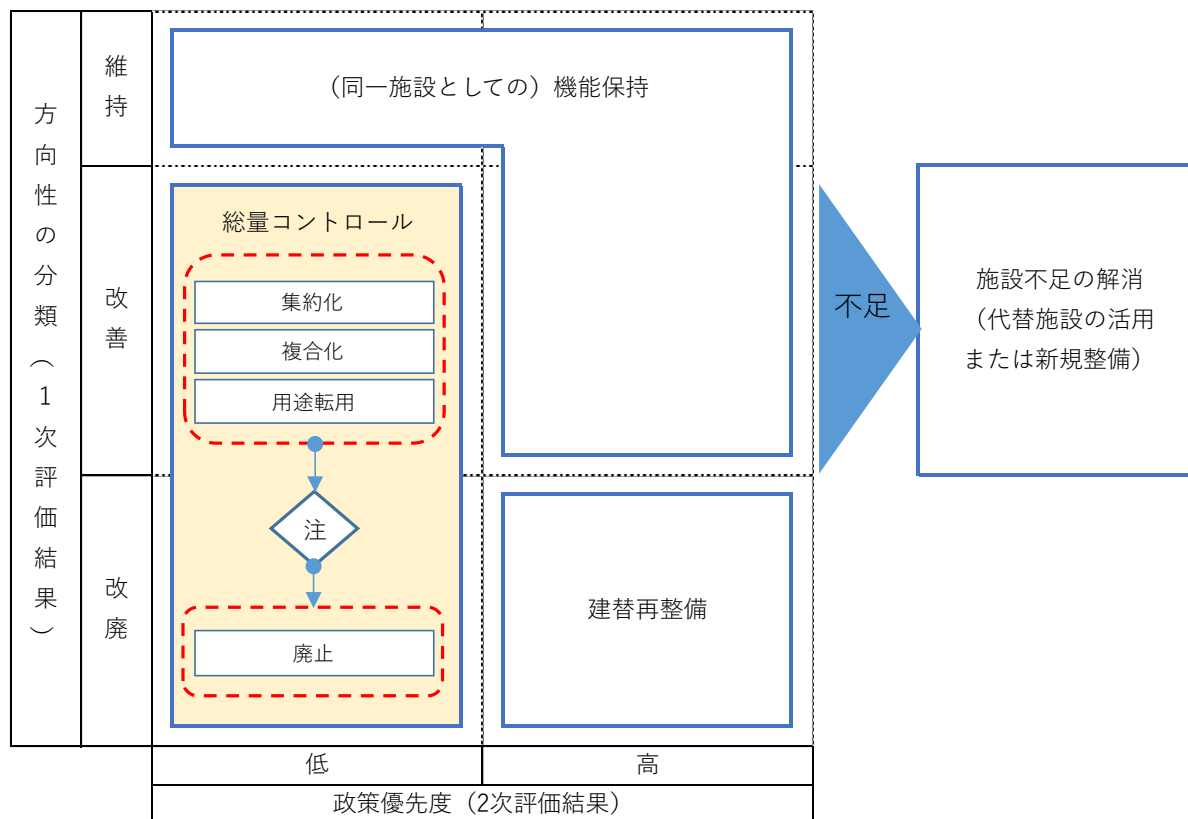 方向性の分類（１次評価結果）
維持
（同一施設としての）機能保持
改善
総量コントロール
集約化
複合化
用途転用
注
改廃
廃止
建替再整備
不足
施設不足の解消
（代替施設の活用
または新規整備）
低
高
政策優先度（2次評価結果）